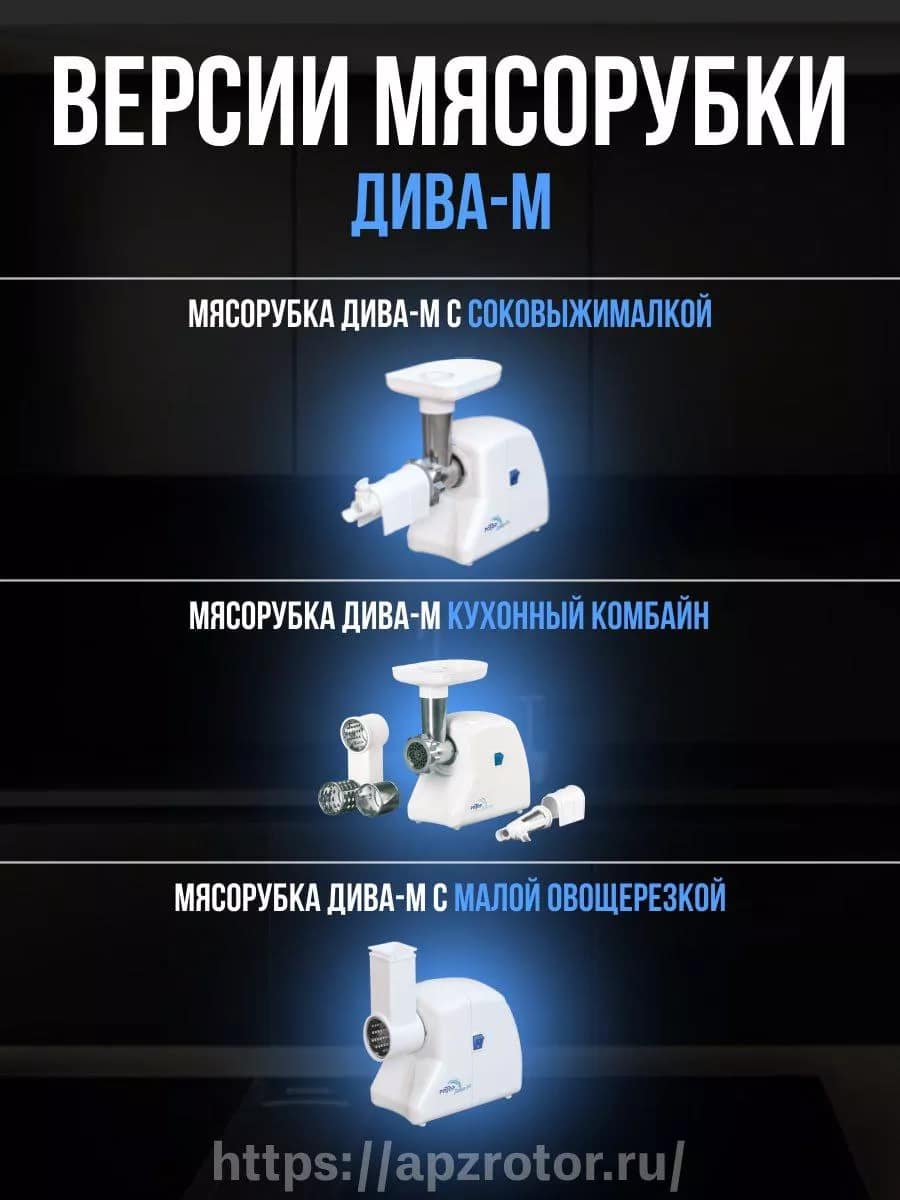 ВЕРСИИ МЯСОРУБКИ
ДИВА-М
МЯСОРУБКА ДИВА-М С СОКОВЫЖИМАЛКОЙ
МЯСОРУБКА ДИВА-М КУХОННЫЙ КОМБАЙН
МЯСОРУБКА ДИВА-М С МАЛОЙ ОВОЩЕРЕЗКОЙ
https://apzrotor.ru/